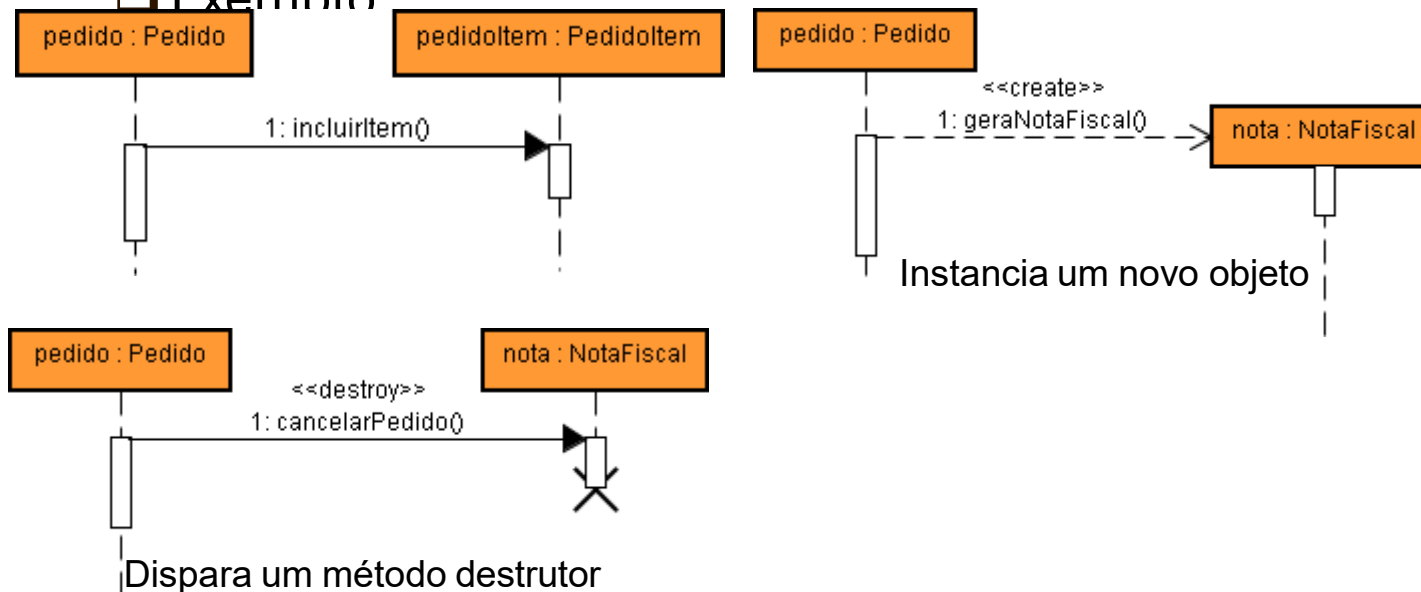 Exemplo
pedido : Pedido
pedidoItem : PedidoItem
1: incluirItem()
pedido : Pedido
<<create>>
1: geraNotaFiscal()
nota : NotaFiscal
Instancia um novo objeto
pedido : Pedido
nota : NotaFiscal
<<destroy>>
1: cancelarPedido()
Dispara um método destrutor